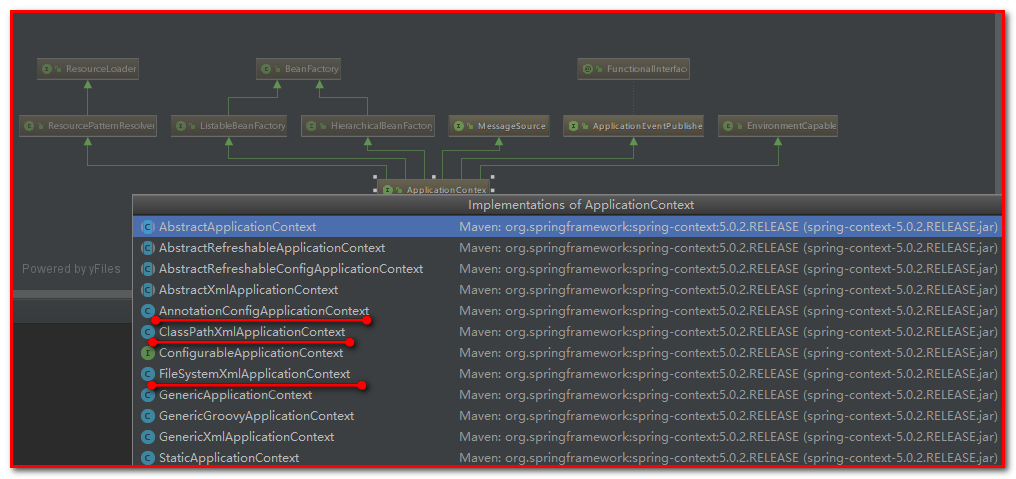 ResourceLoader BeanFactory FunctionalInterface
ResourcePatternResolver ListableBeanFactory HierarchicalBeanFactory MessageSource ApplicationEventPublishe EnvironmentCapable
ApplicationContex
Implementations of ApplicationContext
AbstractApplicationContext Maven: org.springframework:spring-context:5.0.2.RELEASE (spring-context-5.0.2.RELEASE.jar)
AbstractRefreshableApplicationContext Maven: org.springframework:spring-context:5.0.2.RELEASE (spring-context-5.0.2.RELEASE.jar)
Powered by yFiles
AbstractRefreshableConfigApplicationContext Maven: org.springframework:spring-context:5.0.2.RELEASE (spring-context-5.0.2.RELEASE.jar)
AbstractXmlApplicationContext Maven: org.springframework:spring-context:5.0.2.RELEASE (spring-context-5.0.2.RELEASE.jar)
AnnotationConfigApplicationContext Maven: org.springframework:spring-context:5.0.2.RELEASE (spring-context-5.0.2.RELEASE.jar)
ClassPathXmlApplicationContext Maven: org.springframework:spring-context:5.0.2.RELEASE (spring-context-5.0.2.RELEASE.jar)
ConfigurableApplicationContext Maven: org.springframework:spring-context:5.0.2.RELEASE (spring-context-5.0.2.RELEASE.jar)
FileSystemXmlApplicationContext Maven: org.springframework:spring-context:5.0.2.RELEASE (spring-context-5.0.2.RELEASE.jar)
GenericApplicationContext Maven: org.springframework:spring-context:5.0.2.RELEASE (spring-context-5.0.2.RELEASE.jar)
GenericGroovyApplicationContext Maven: org.springframework:spring-context:5.0.2.RELEASE (spring-context-5.0.2.RELEASE.jar)
GenericXmlApplicationContext Maven: org.springframework:spring-context:5.0.2.RELEASE (spring-context-5.0.2.RELEASE.jar)
StaticApplicationContext Maven: org.springframework:spring-context:5.0.2.RELEASE (spring-context-5.0.2.RELEASE.jar)